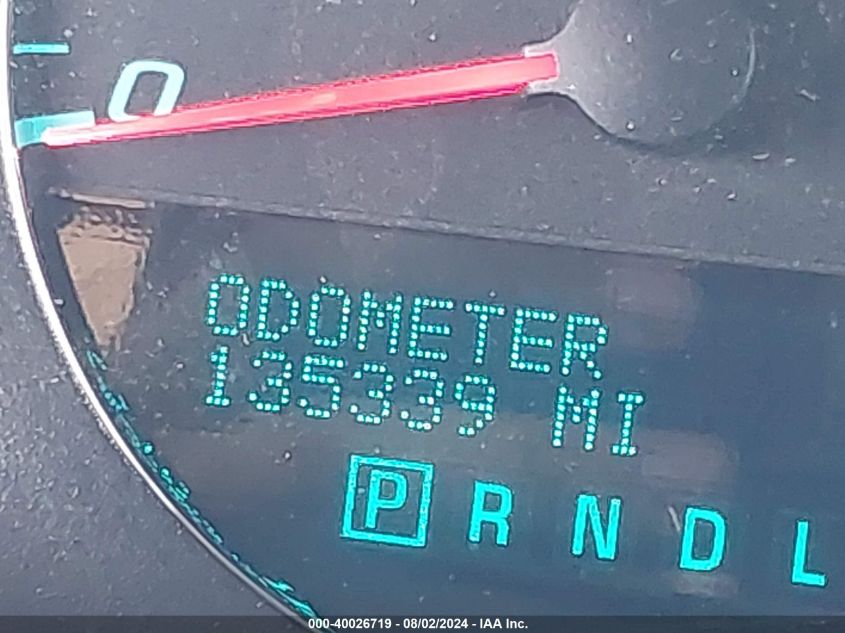 0
ODOMETER
135339 MI
P R N D L
000-40026719 - 08/02/2024 - IAA Inc.